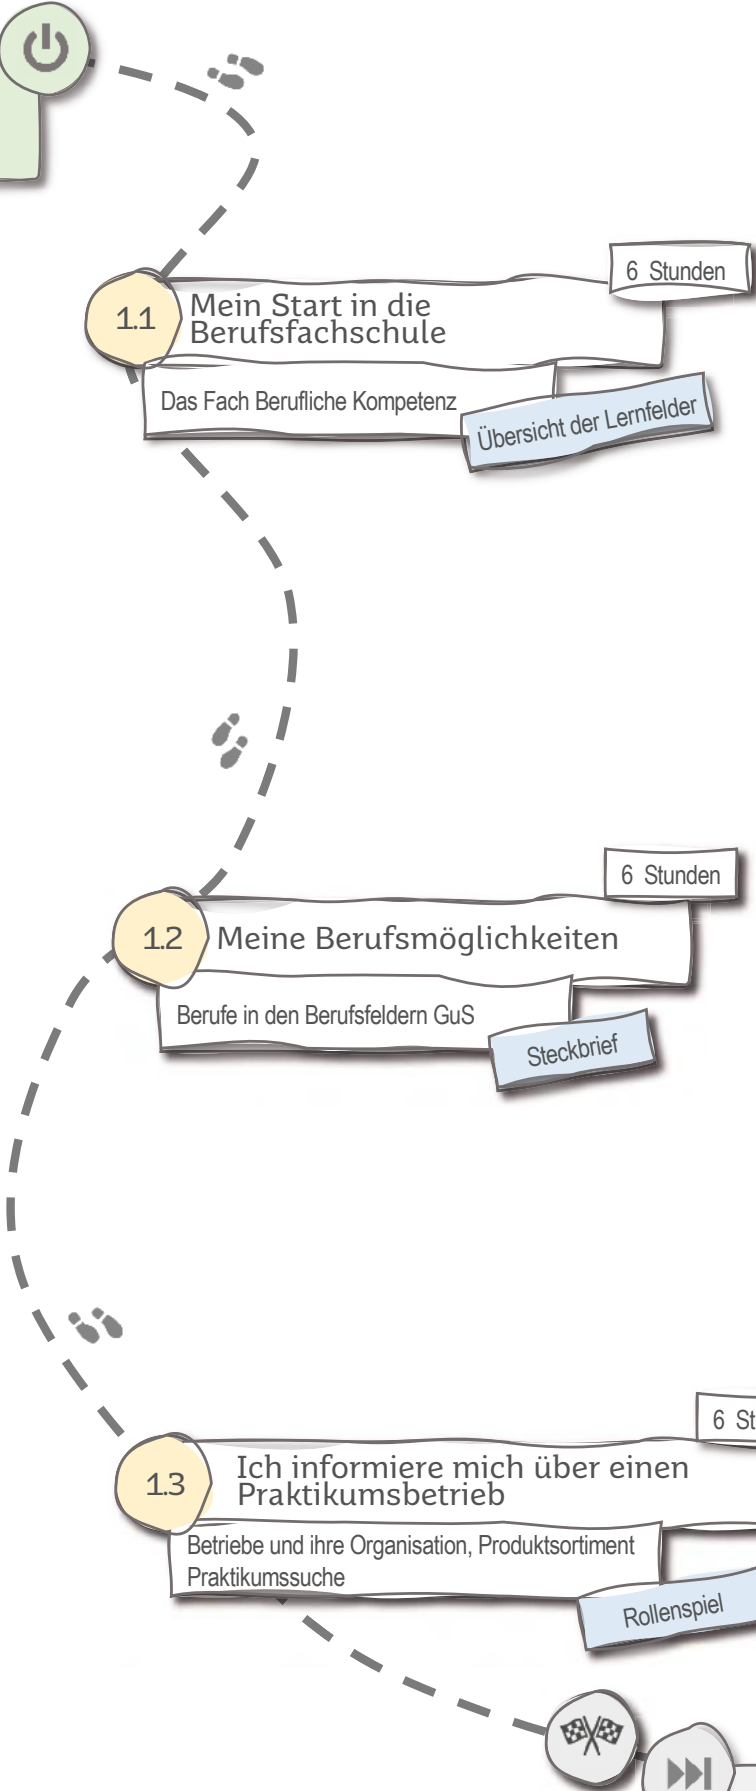 6 Stunden
1.1
Mein Start in die
Berufsfachschule
Das Fach Berufliche Kompetenz
Übersicht der Lernfelder
6 Stunden
1.2
Meine Berufsmöglichkeiten
Berufe in den Berufsfeldern GuS
Steckbrief
6 St
1.3
Ich informiere mich über einen
Praktikumsbetrieb
Betriebe und ihre Organisation, Produktsortiment
Praktikumssuche
Rollenspiel